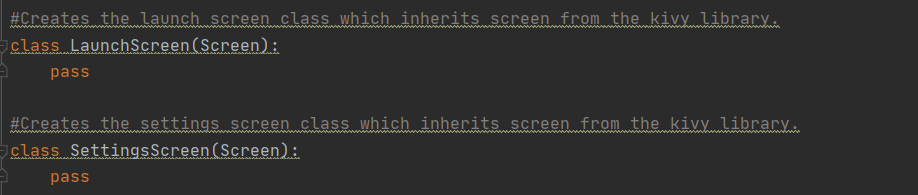 #Creates the launch screen class which inherits screen from the kivy library.
class LaunchScreen(Screen):
    pass
#Creates the settings screen class which inherits screen from the kivy library.
class SettingsScreen(Screen):
    pass